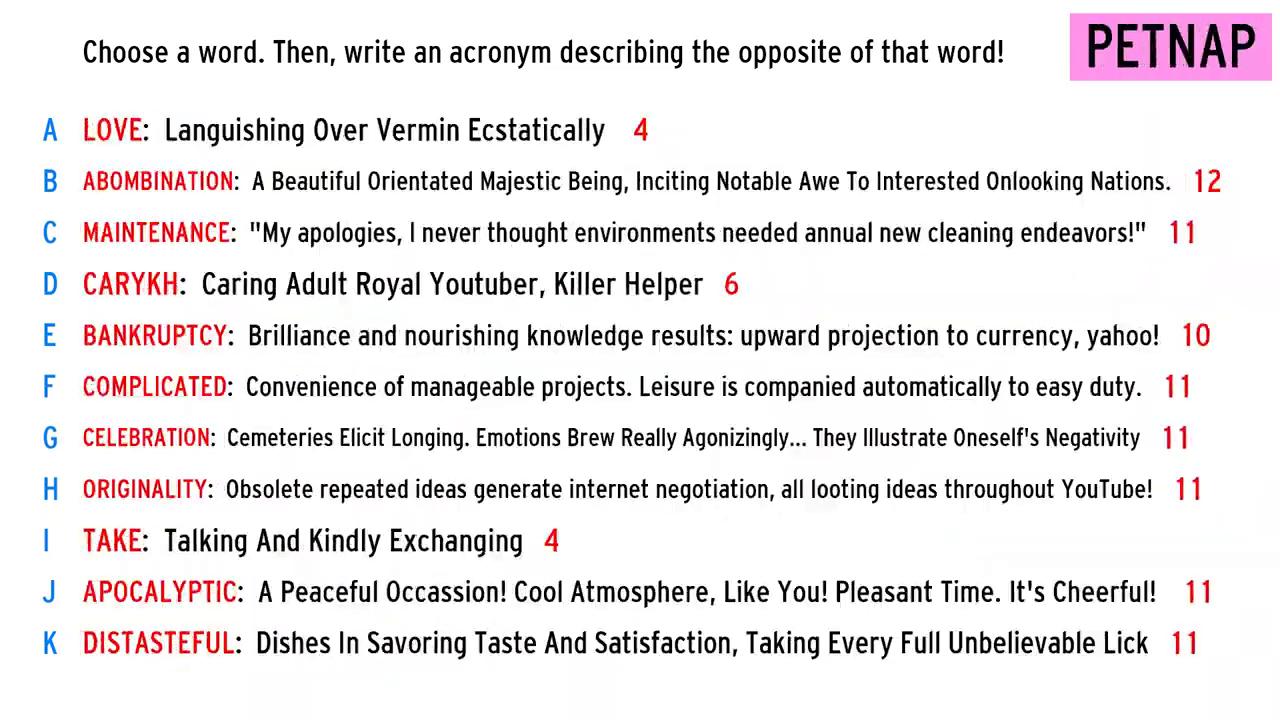 Choose a word. Then, write an acronym describing the opposite of that word! PETNAP
A LOVE: Languishing Over Vermin Ecstatically 4
B ABOMBINATION: A Beautiful Orientated Majestic Being, Inciting Notable Awe To Interested Onlooking Nations. 12
C MAINTENANCE: "My apologies, I never thought environments needed annual new cleaning endeavors!" 11
D CARYKH: Caring Adult Royal Youtuber, Killer Helper 6
E BANKRUPTCY: Brilliance and nourishing knowledge results: upward projection to currency, yahoo! 10
F COMPLICATED: Convenience of manageable projects. Leisure is companied automatically to easy duty. 11
G CELEBRATION: Cemeteries Elicit Longing. Emotions Brew Really Agonizingly... They Illustrate Oneself's Negativity 11
H ORIGINALITY: Obsolete repeated ideas generate internet negotiation, all looting ideas throughout YouTube! 11
I TAKE: Talking And Kindly Exchanging 4
J APOCALYPTIC: A Peaceful Occassion! Cool Atmosphere, Like You! Pleasant Time. It's Cheerful! 11
K DISTASTEFUL: Dishes In Savoring Taste And Satisfaction, Taking Every Full Unbelievable Lick 11